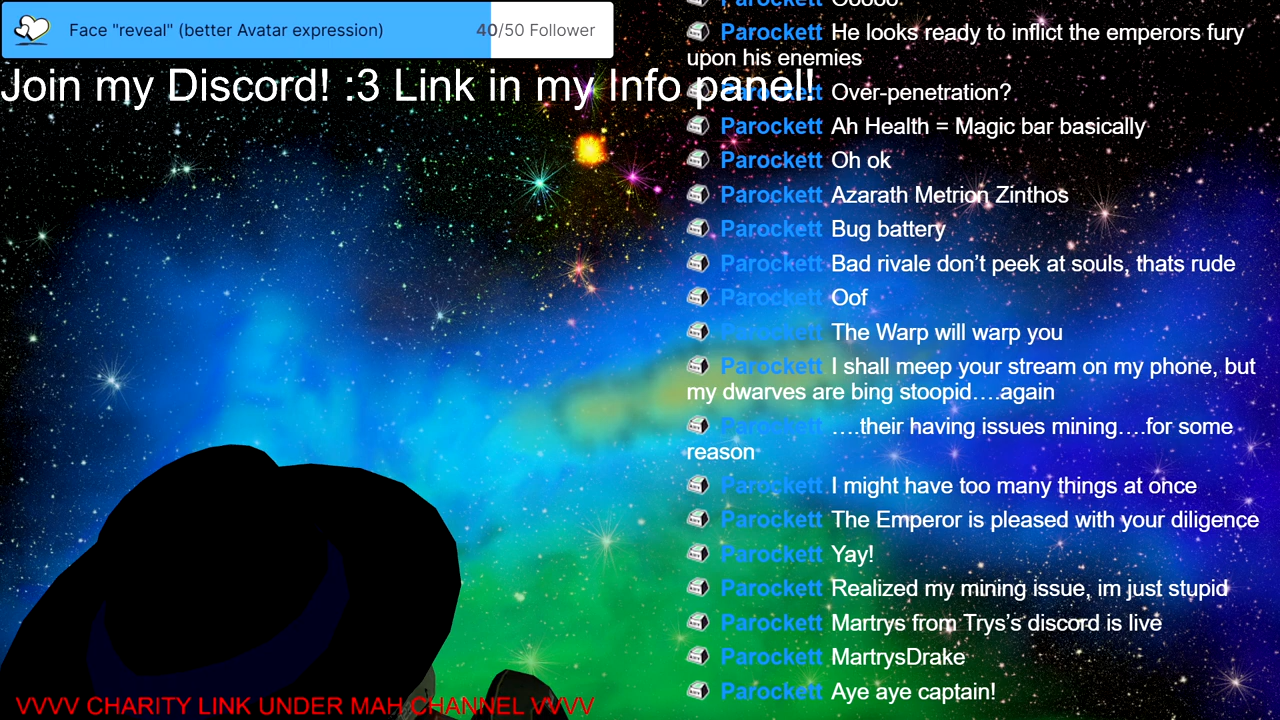 Face "reveal" (better Avatar expression) 40/50 Follower
Join my Discord! :3 Link in my Info panel!
Parockett Ooooo
Parockett He looks ready to inflict the emperors fury
upon his enemies
Parockett Over-penetration?
Parockett Ah Health = Magic bar basically
Parockett Oh ok
Parockett Azarath Metrion Zinthos
Parockett Bug battery
Parockett Bad rivale don’t peek at souls, thats rude
Parockett Oof
Parockett The Warp will warp you
Parockett I shall meep your stream on my phone, but
my dwarves are bing stoopid….again
Parockett ….their having issues mining….for some
reason
Parockett I might have too many things at once
Parockett The Emperor is pleased with your diligence
Parockett Yay!
Parockett Realized my mining issue, im just stupid
Parockett Martrys from Trys’s discord is live
Parockett MartrysDrake
Parockett Aye aye captain!
VVVV CHARITY LINK UNDER MAH CHANNEL VVVV